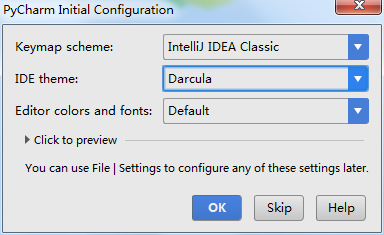 PyCharm Initial Configuration
Keymap scheme: IntelliJ IDEA Classic
IDE theme: Darcula
Editor colors and fonts: Default
Click to preview
You can use File | Settings to configure any of these settings later.
OK Skip Help